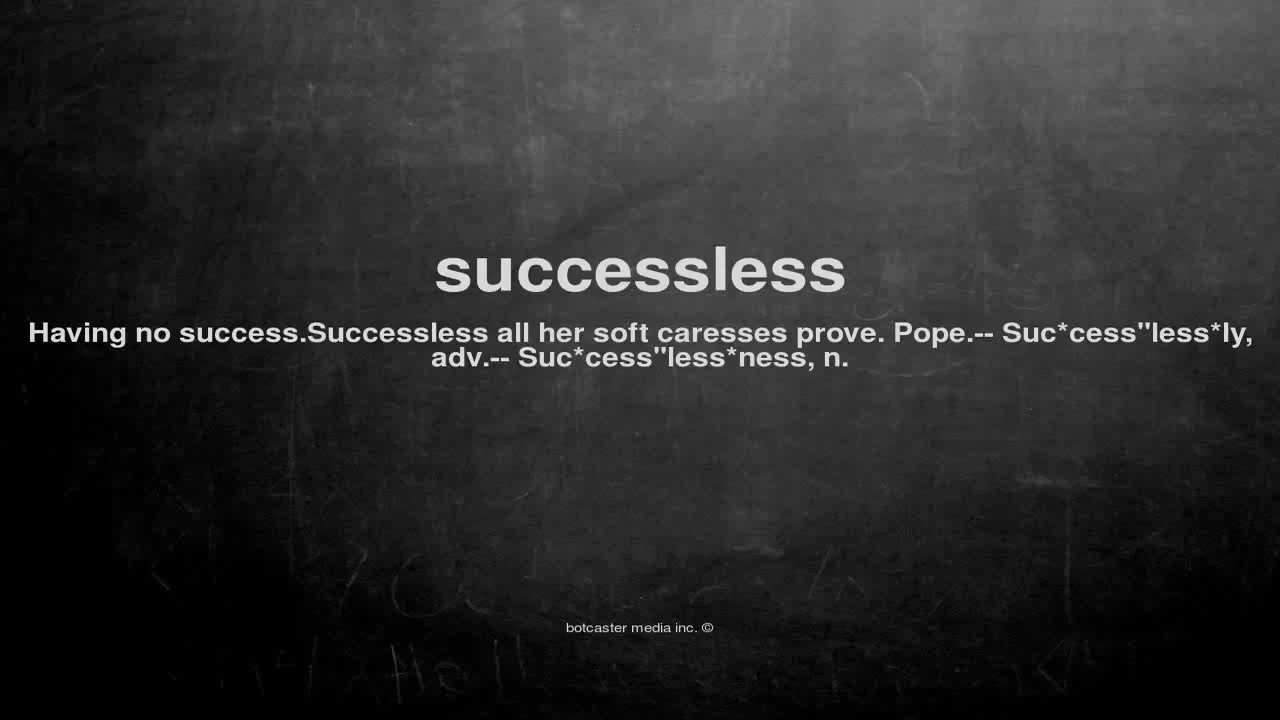 successless
Having no success.Successless all her soft caresses prove. Pope.-- Suc*cess"less*ly,
adv.-- Suc*cess"less*ness, n.
botcaster media inc. ©